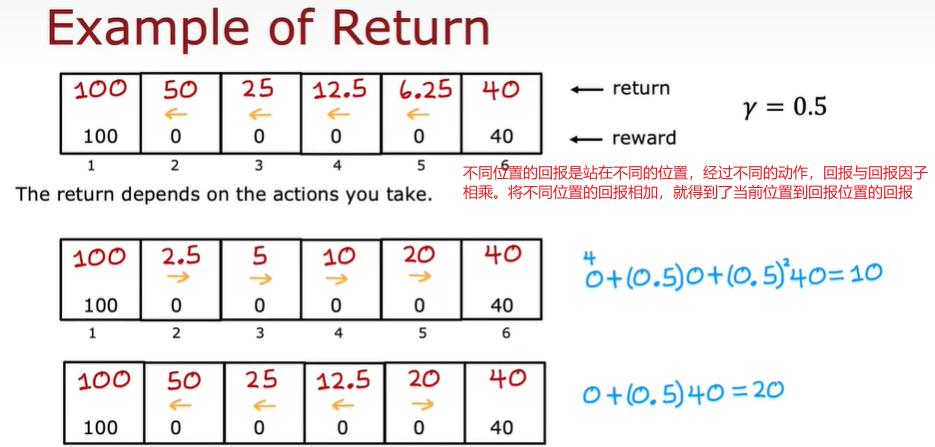 Example of Return
100 50 25 12.5 6.25 40 ← return
← ← ← ←
100 0 0 0 0 40 ← reward
γ = 0.5
1 2 3 4 5 6
不同位置的回报是站在不同的位置，经过不同的动作，回报与回报因子
相乘。将不同位置的回报相加，就得到了当前位置到回报位置的回报
The return depends on the actions you take.
100 2.5 5 10 20 40
→ → → →
100 0 0 0 0 40
1 2 3 4 5 6
4
0+(0.5)0+(0.5)²40=10
100 50 25 12.5 20 40
← ← ← →
100 0 0 0 0 40
0+(0.5)40=20